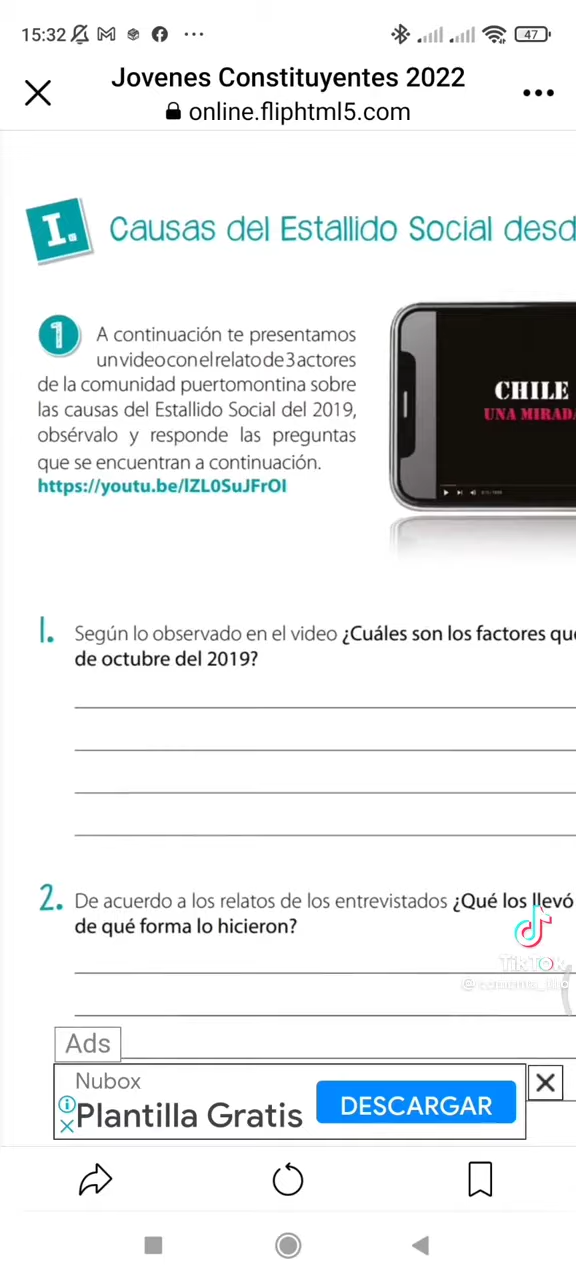 15:32
47
Jovenes Constituyentes 2022
online.fliphtml5.com
I. Causas del Estallido Social desd
1 A continuación te presentamos
un video con el relato de 3 actores
de la comunidad puertomontina sobre
las causas del Estallido Social del 2019,
obsérvalo y responde las preguntas
que se encuentran a continuación.
https://youtu.be/lZL0SuJFrOI
CHILE
UNA MIRADA
1. Según lo observado en el video ¿Cuáles son los factores que
de octubre del 2019?
2. De acuerdo a los relatos de los entrevistados ¿Qué los llevó
de qué forma lo hicieron?
TikTok
Ads
Nubox
Plantilla Gratis
DESCARGAR